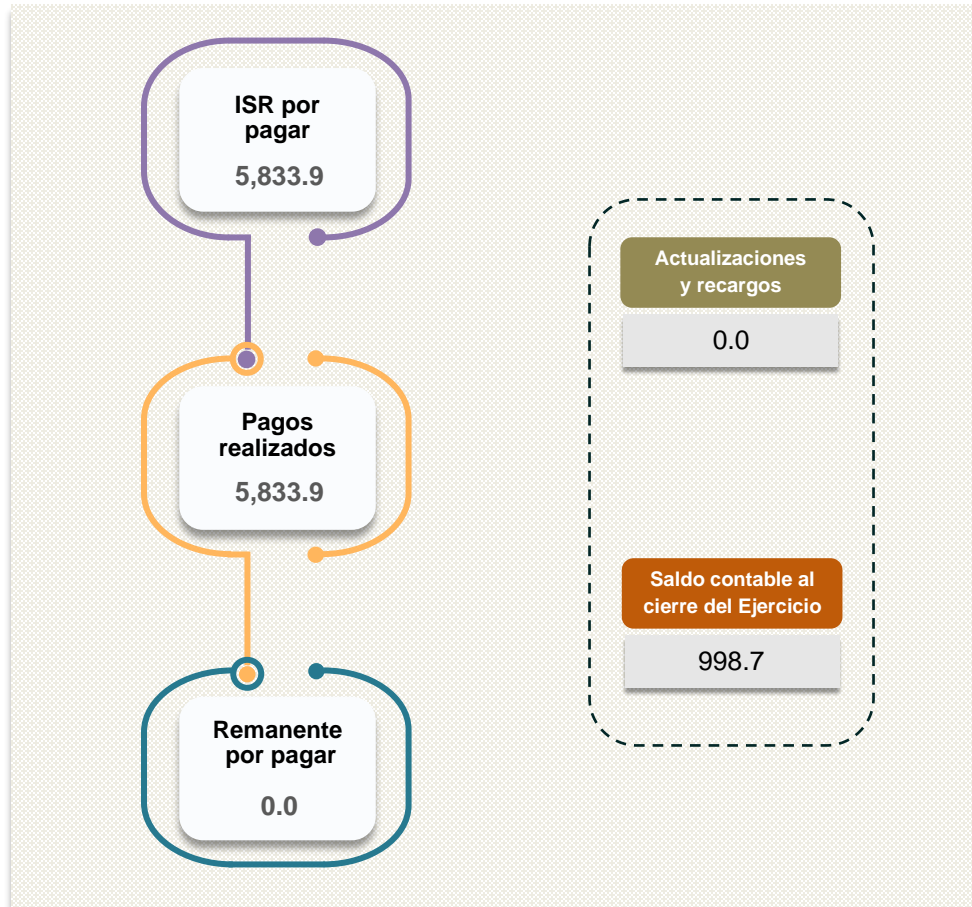 ISR por
pagar
5,833.9
Pagos
realizados
5,833.9
Remanente
por pagar
0.0
Actualizaciones
y recargos
0.0
Saldo contable al
cierre del Ejercicio
998.7